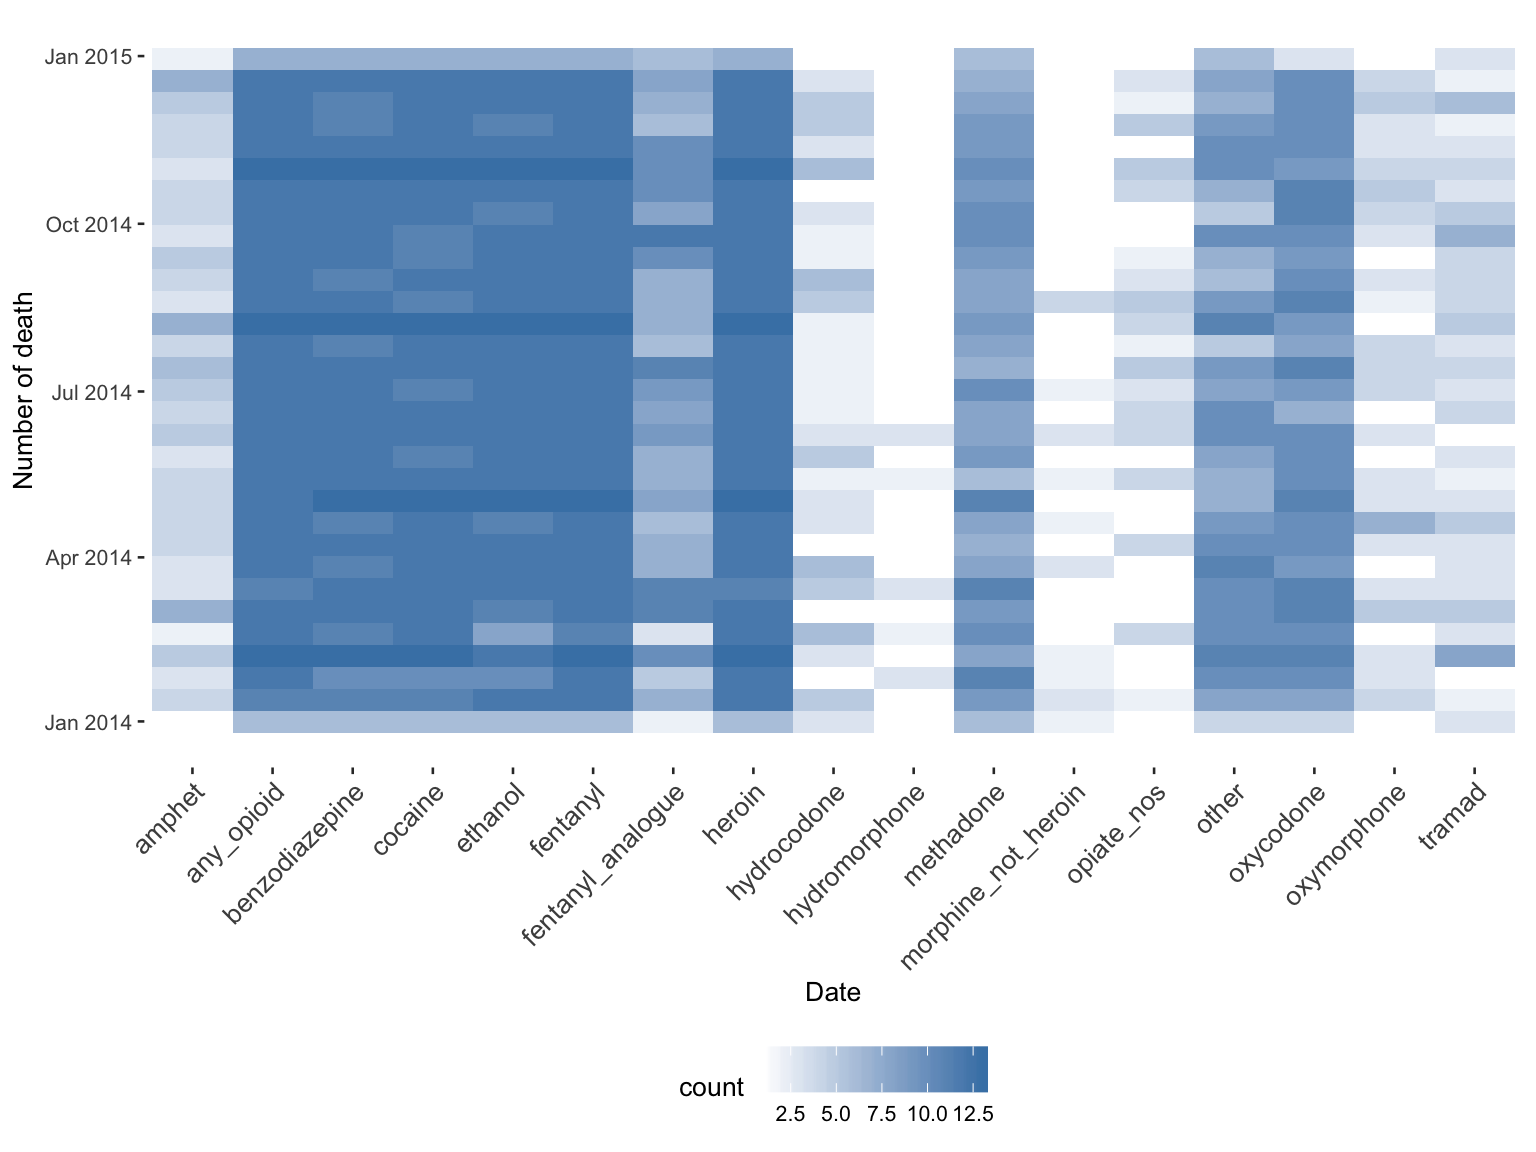 Number of death
Jan 2015
Oct 2014
Jul 2014
Apr 2014
Jan 2014
amphet
any_opioid
benzodiazepine
cocaine
ethanol
fentanyl
fentanyl_analogue
heroin
hydrocodone
hydromorphone
methadone
morphine_not_heroin
opiate_nos
other
oxycodone
oxymorphone
tramad
Date
count
2.5 5.0 7.5 10.0 12.5